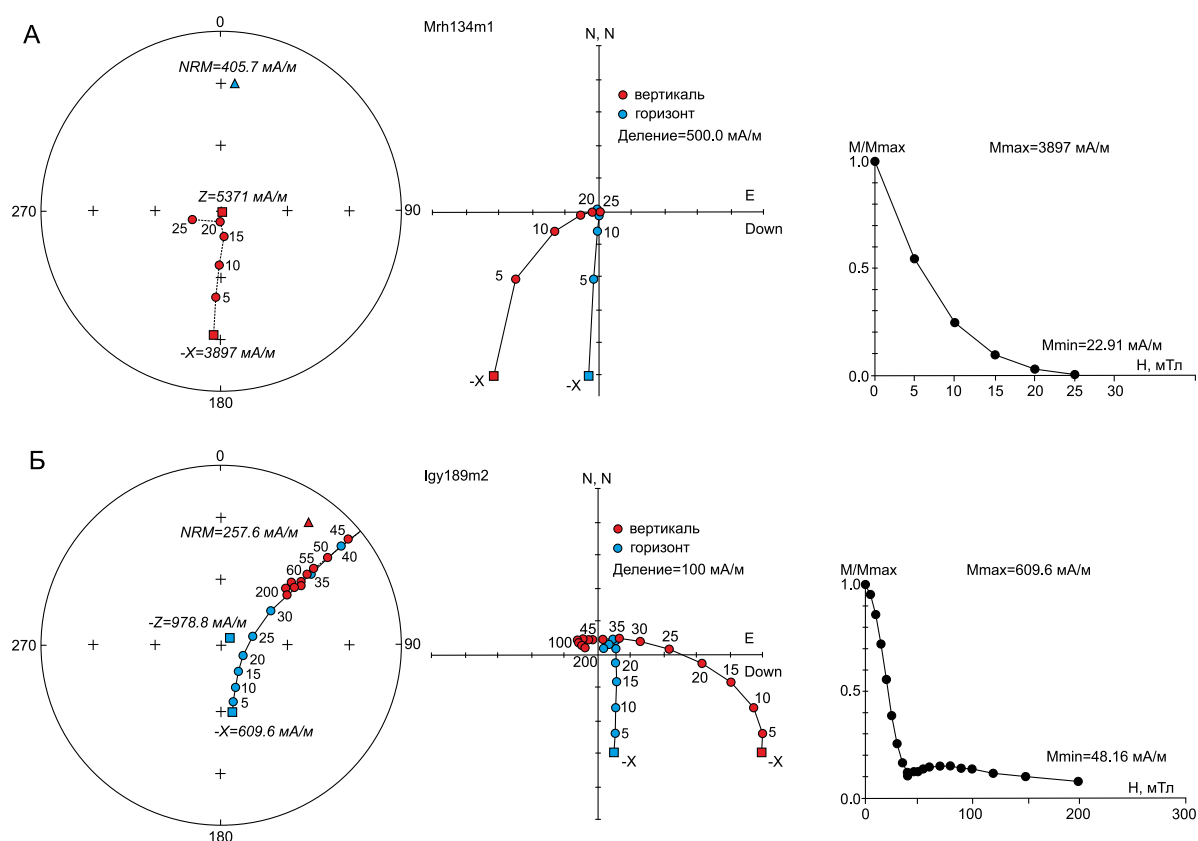 А
Mrh134m1
0
N, N
NRM=405.7 мА/м
вертикаль
горизонт
Деление=500.0 мА/м
M/Mmax
Mmax=3897 мА/м
1.0
Z=5371 мА/м
270
90
25
20
15
10
5
-X=3897 мА/м
180
20
25
E
Down
10
10
5
5
-X
-X
0.5
Mmin=22.91 мА/м
H, мТл
0.0
0
5
10
15
20
25
30
Б
Igy189m2
0
N, N
NRM=257.6 мА/м
45
40
50
55
60
35
200
30
-Z=978.8 мА/м
25
270
90
20
15
10
5
-X=609.6 мА/м
180
вертикаль
горизонт
Деление=100 мА/м
45
35
30
25
E
100
Down
200
20
20
15
15
10
10
5
5
-X
-X
M/Mmax
Mmax=609.6 мА/м
1.0
0.5
Mmin=48.16 мА/м
H, мТл
0.0
0
100
200
300